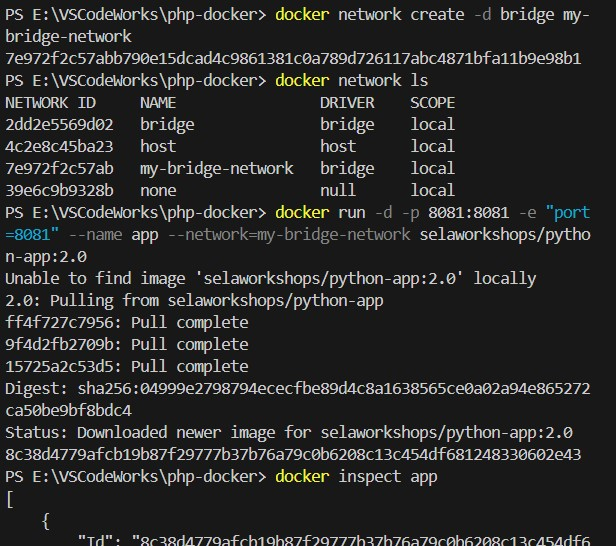 PS E:\VSCodeWorks\php-docker> docker network create -d bridge my-
bridge-network
7e972f2c57abb790e15dcad4c9861381c0a789d726117abc4871bfa11b9e98b1
PS E:\VSCodeWorks\php-docker> docker network ls
NETWORK ID     NAME                DRIVER    SCOPE
2dd2e5569d02   bridge              bridge    local
4c2e8c45ba23   host                host      local
7e972f2c57ab   my-bridge-network   bridge    local
39e6c9b9328b   none                null      local
PS E:\VSCodeWorks\php-docker> docker run -d -p 8081:8081 -e "port
=8081" --name app --network=my-bridge-network selaworkshops/pytho
n-app:2.0
Unable to find image 'selaworkshops/python-app:2.0' locally
2.0: Pulling from selaworkshops/python-app
ff4f727c7956: Pull complete
9f4d2fb2709b: Pull complete
15725a2c53d5: Pull complete
Digest: sha256:04999e2798794ececfbe89d4c8a1638565ce0a02a94e865272
ca50be9bf8bdc4
Status: Downloaded newer image for selaworkshops/python-app:2.0
8c38d4779afcb19b87f29777b37b76a79c0b6208c13c454df681248330602e43
PS E:\VSCodeWorks\php-docker> docker inspect app
[
    {
        "Id": "8c38d4779afcb19b87f29777b37b76a79c0b6208c13c454df6